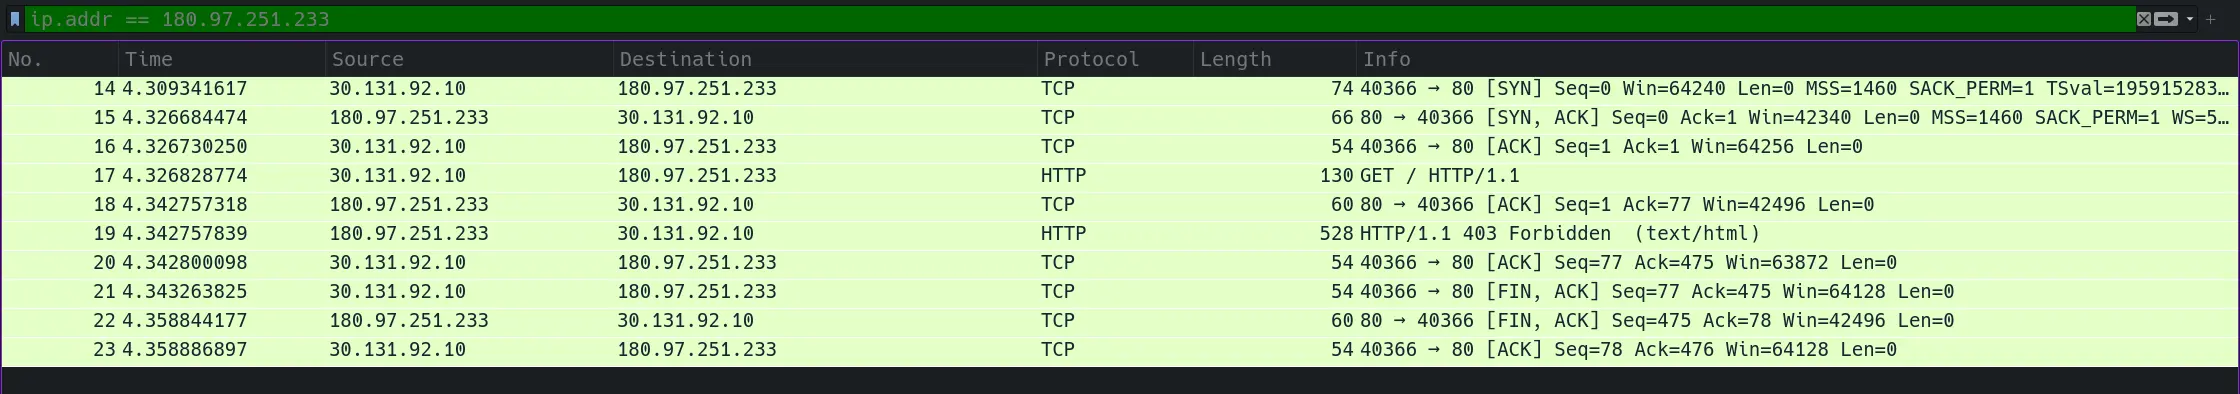 ip.addr == 180.97.251.233
No. Time Source Destination Protocol Length Info
14 4.309341617 30.131.92.10 180.97.251.233 TCP 74 40366 → 80 [SYN] Seq=0 Win=64240 Len=0 MSS=1460 SACK_PERM=1 TSval=195915283…
15 4.326684474 180.97.251.233 30.131.92.10 TCP 66 80 → 40366 [SYN, ACK] Seq=0 Ack=1 Win=42340 Len=0 MSS=1460 SACK_PERM=1 WS=5…
16 4.326730250 30.131.92.10 180.97.251.233 TCP 54 40366 → 80 [ACK] Seq=1 Ack=1 Win=64256 Len=0
17 4.326828774 30.131.92.10 180.97.251.233 HTTP 130 GET / HTTP/1.1
18 4.342757318 180.97.251.233 30.131.92.10 TCP 60 80 → 40366 [ACK] Seq=1 Ack=77 Win=42496 Len=0
19 4.342757839 180.97.251.233 30.131.92.10 HTTP 528 HTTP/1.1 403 Forbidden  (text/html)
20 4.342800098 30.131.92.10 180.97.251.233 TCP 54 40366 → 80 [ACK] Seq=77 Ack=475 Win=63872 Len=0
21 4.343263825 30.131.92.10 180.97.251.233 TCP 54 40366 → 80 [FIN, ACK] Seq=77 Ack=475 Win=64128 Len=0
22 4.358844177 180.97.251.233 30.131.92.10 TCP 60 80 → 40366 [FIN, ACK] Seq=475 Ack=78 Win=42496 Len=0
23 4.358886897 30.131.92.10 180.97.251.233 TCP 54 40366 → 80 [ACK] Seq=78 Ack=476 Win=64128 Len=0